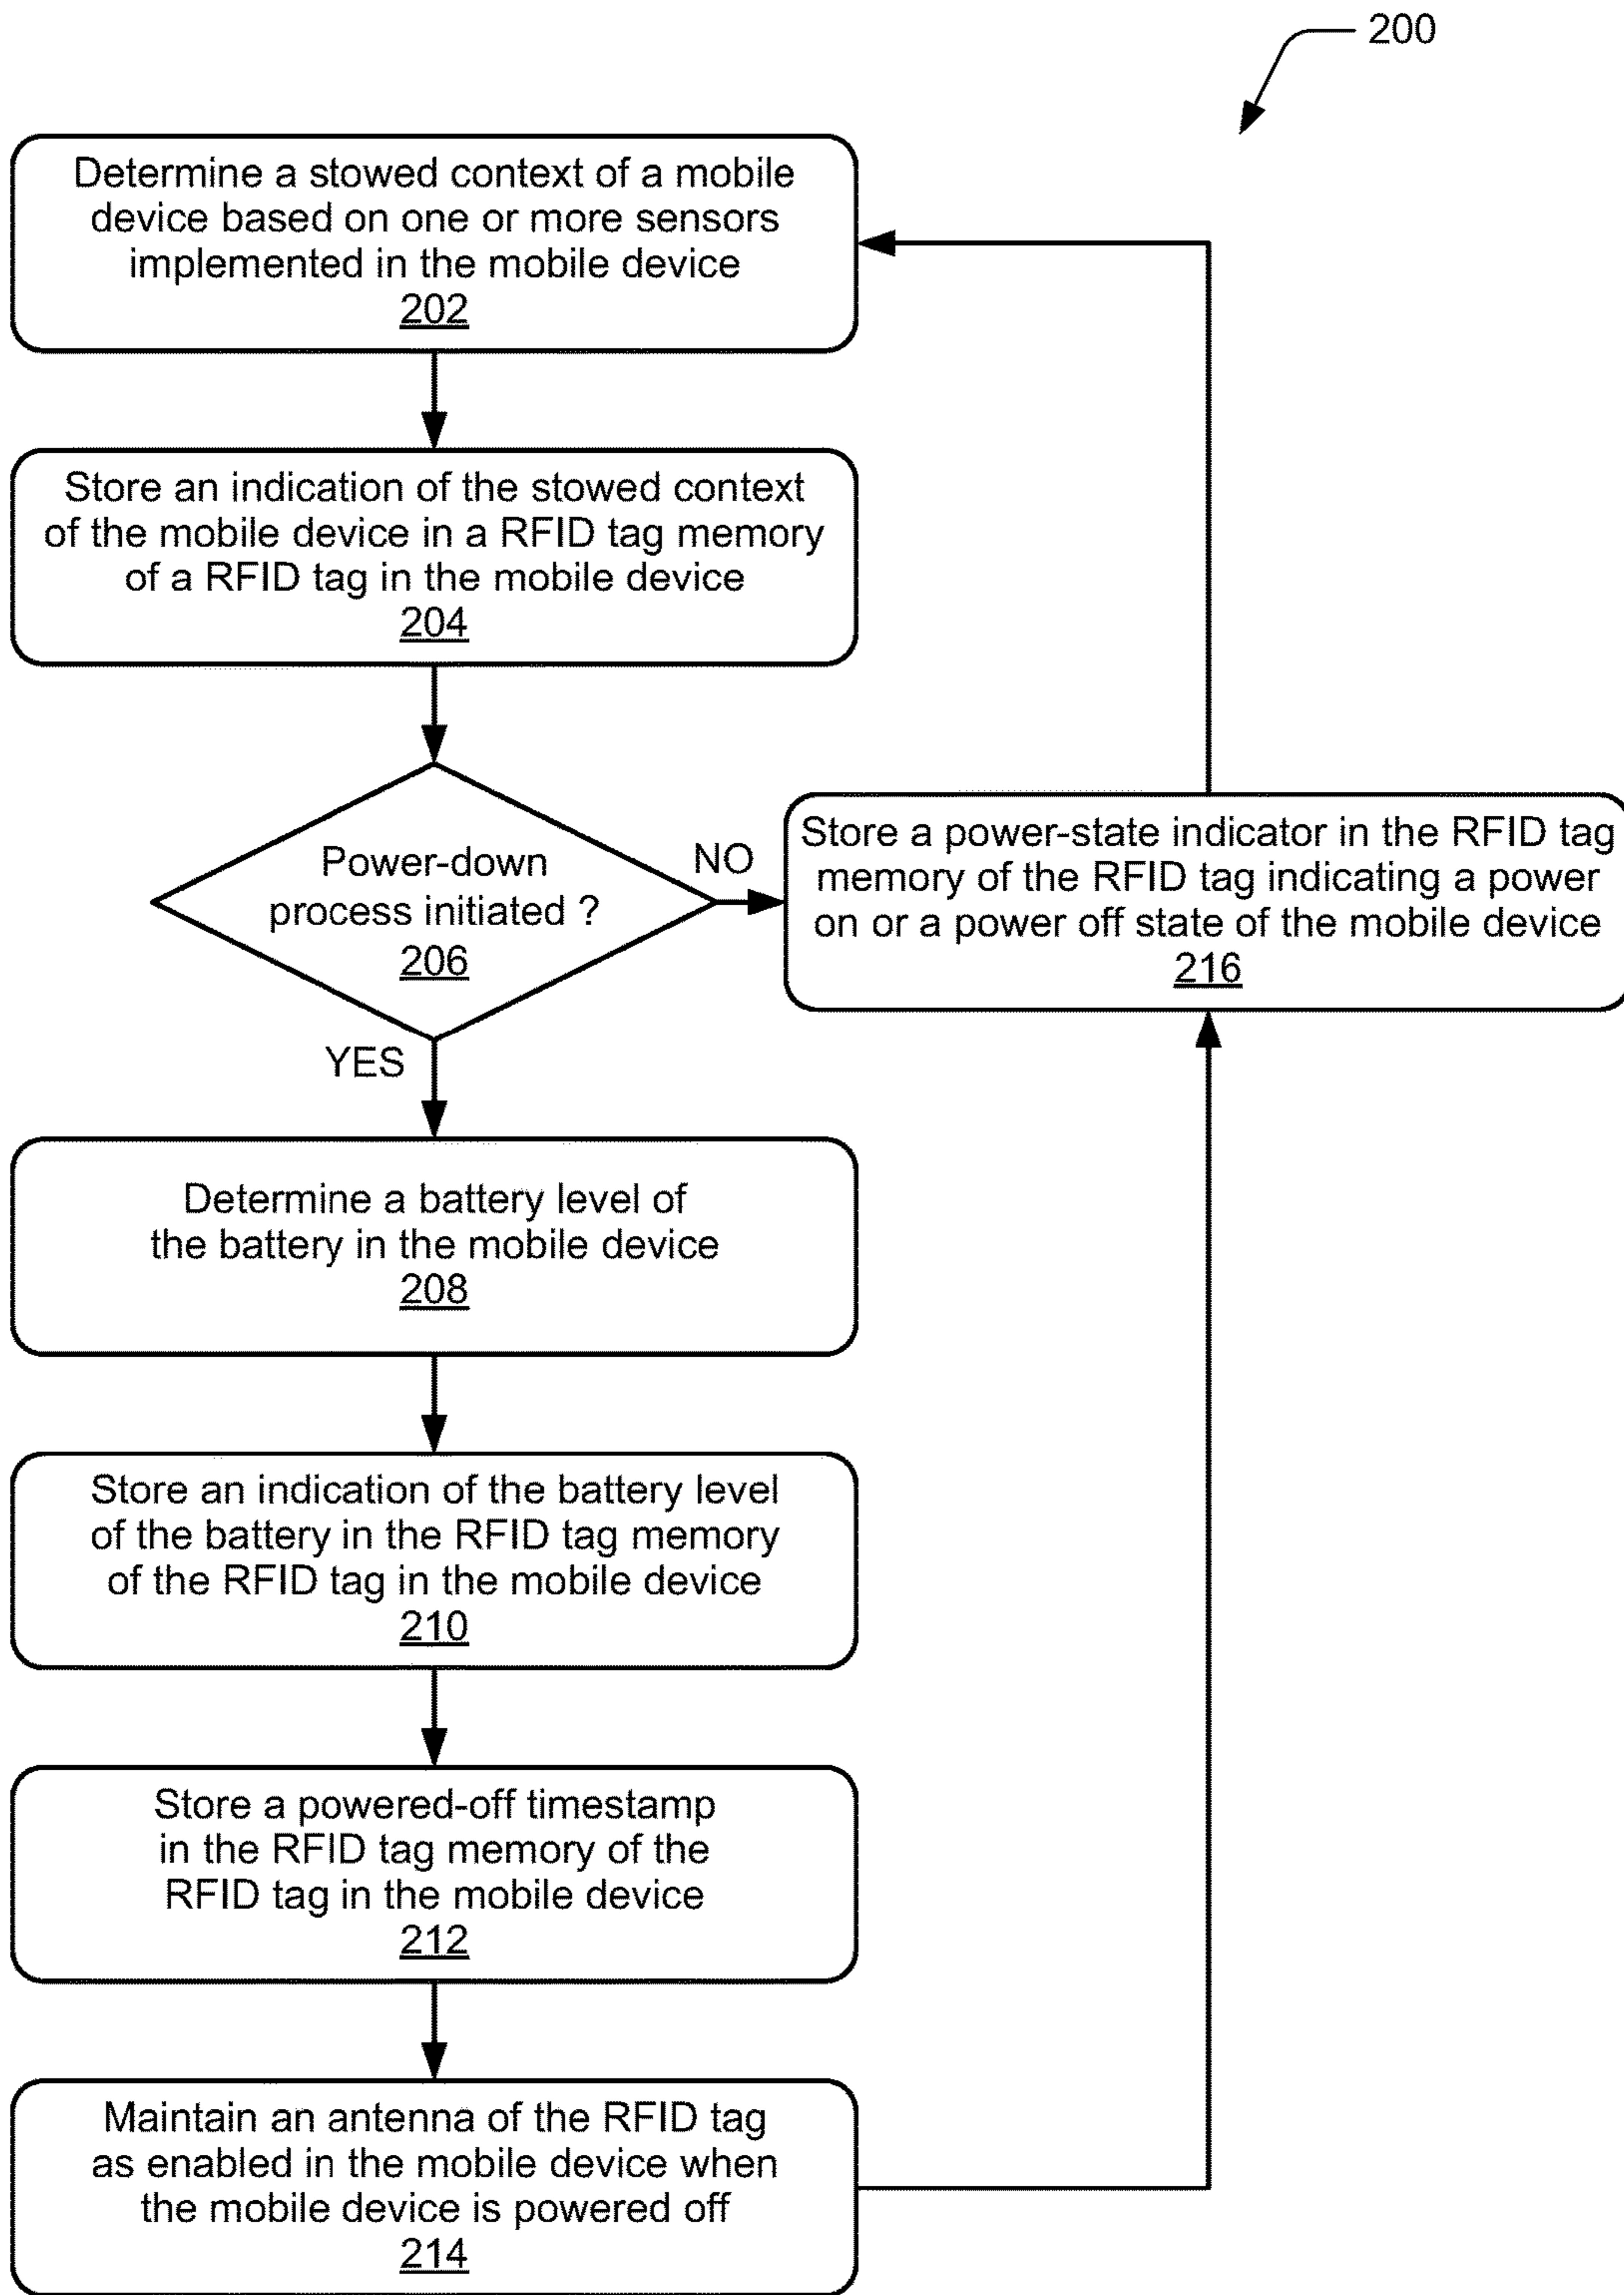 200
Determine a stowed context of a mobile
device based on one or more sensors
implemented in the mobile device
202
Store an indication of the stowed context
of the mobile device in a RFID tag memory
of a RFID tag in the mobile device
204
Power-down
process initiated ?
206
NO
YES
Store a power-state indicator in the RFID tag
memory of the RFID tag indicating a power
on or a power off state of the mobile device
216
Determine a battery level of
the battery in the mobile device
208
Store an indication of the battery level
of the battery in the RFID tag memory
of the RFID tag in the mobile device
210
Store a powered-off timestamp
in the RFID tag memory of the
RFID tag in the mobile device
212
Maintain an antenna of the RFID tag
as enabled in the mobile device when
the mobile device is powered off
214